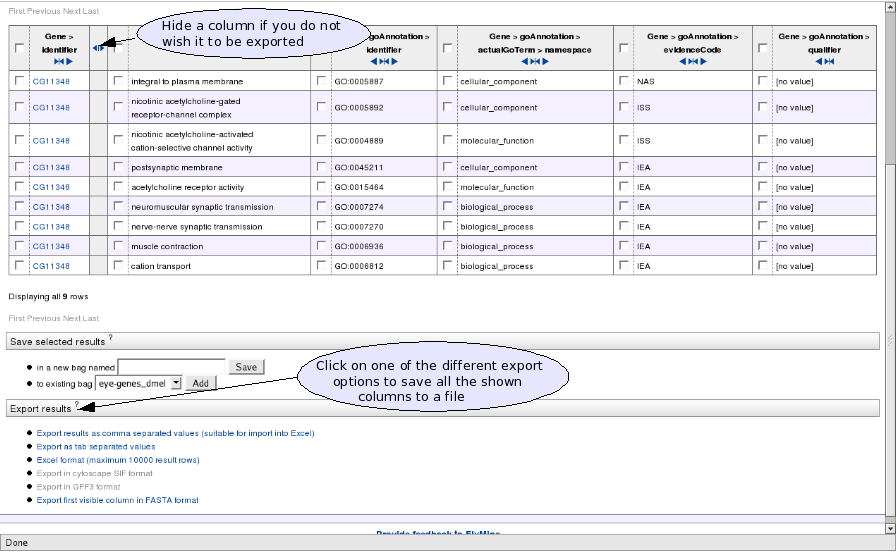 First Previous Next Last
Hide a column if you do not
wish it to be exported
Gene >
identifier
goAnnotation >
identifier
Gene > goAnnotation >
actualGoTerm > namespace
Gene > goAnnotation >
evidenceCode
Gene > goAnnotation >
qualifier
CG11348 integral to plasma membrane GO:0005887 cellular_component NAS [no value]
CG11348 nicotinic acetylcholine-gated
receptor-channel complex GO:0005892 cellular_component ISS [no value]
CG11348 nicotinic acetylcholine-activated
cation-selective channel activity GO:0004889 molecular_function ISS [no value]
CG11348 postsynaptic membrane GO:0045211 cellular_component IEA [no value]
CG11348 acetylcholine receptor activity GO:0015464 molecular_function IEA [no value]
CG11348 neuromuscular synaptic transmission GO:0007274 biological_process IEA [no value]
CG11348 nerve-nerve synaptic transmission GO:0007270 biological_process IEA [no value]
CG11348 muscle contraction GO:0006936 biological_process IEA [no value]
CG11348 cation transport GO:0006812 biological_process IEA [no value]
Displaying all 9 rows
First Previous Next Last
Save selected results ?
in a new bag named Save
to existing bag eye-genes_dmel Add
Click on one of the different export
options to save all the shown
columns to a file
Export results ?
Export results as comma separated values (suitable for import into Excel)
Export as tab separated values
Excel format (maximum 10000 result rows)
Export in cytoscape SIF format
Export in GFF3 format
Export first visible column in FASTA format
Provide feedback to FlyMine
Done